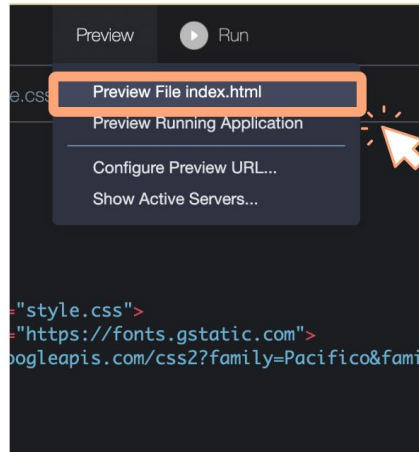 Preview Run
e.css
Preview File index.html
Preview Running Application
Configure Preview URL...
Show Active Servers...
="style.css">
="https://fonts.gstatic.com">
oogleapis.com/css2?family=Pacifico&fami